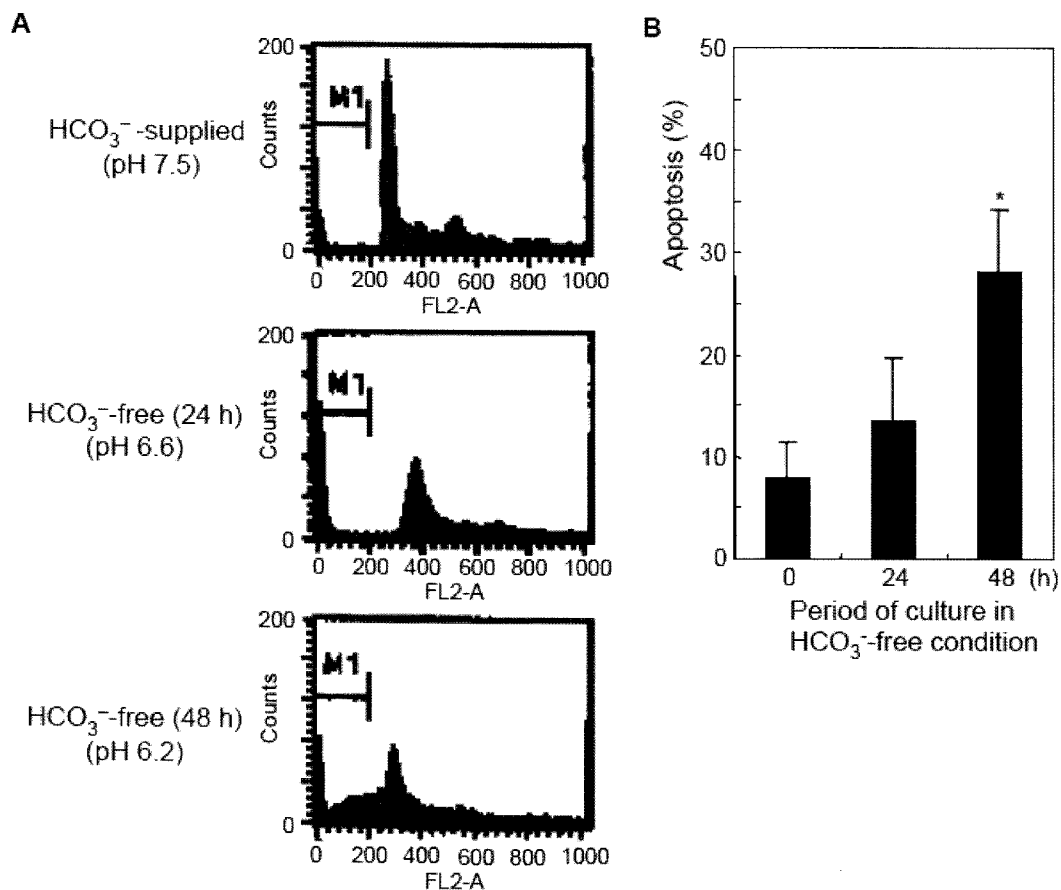 A
HCO₃⁻ -supplied
(pH 7.5)
200
Counts
0
M1
0 200 400 600 800 1000
FL2-A
HCO₃⁻-free (24 h)
(pH 6.6)
200
Counts
0
M1
0 200 400 600 800 1000
FL2-A
HCO₃⁻-free (48 h)
(pH 6.2)
200
Counts
0
M1
0 200 400 600 800 1000
FL2-A
B
Apoptosis (%)
50
40
30
20
10
0
*
0 24 48 (h)
Period of culture in
HCO₃⁻-free condition